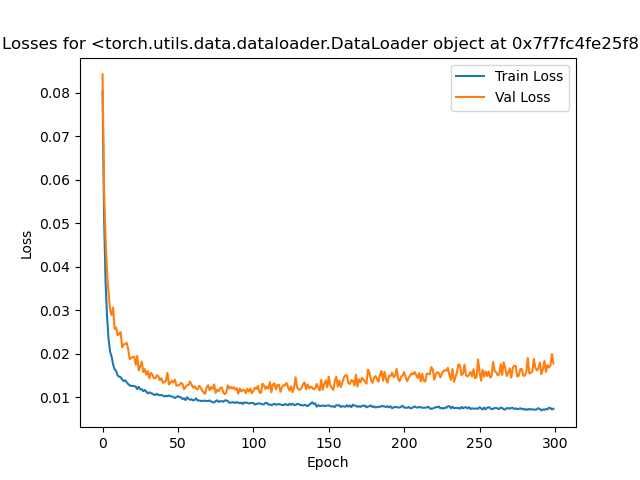 Losses for <torch.utils.data.dataloader.DataLoader object at 0x7f7fc4fe25f8
Train Loss
Val Loss
0.08
0.07
0.06
0.05
0.04
0.03
0.02
0.01
Loss
0 50 100 150 200 250 300
Epoch